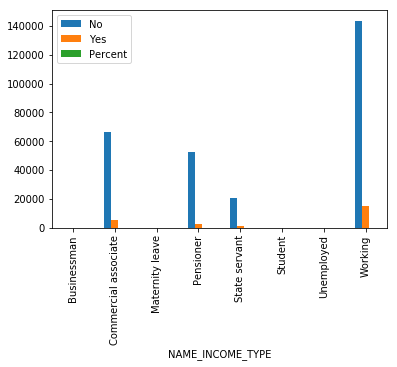 No
Yes
Percent
140000
120000
100000
80000
60000
40000
20000
0
Businessman
Commercial associate
Maternity leave
Pensioner
State servant
Student
Unemployed
Working
NAME_INCOME_TYPE